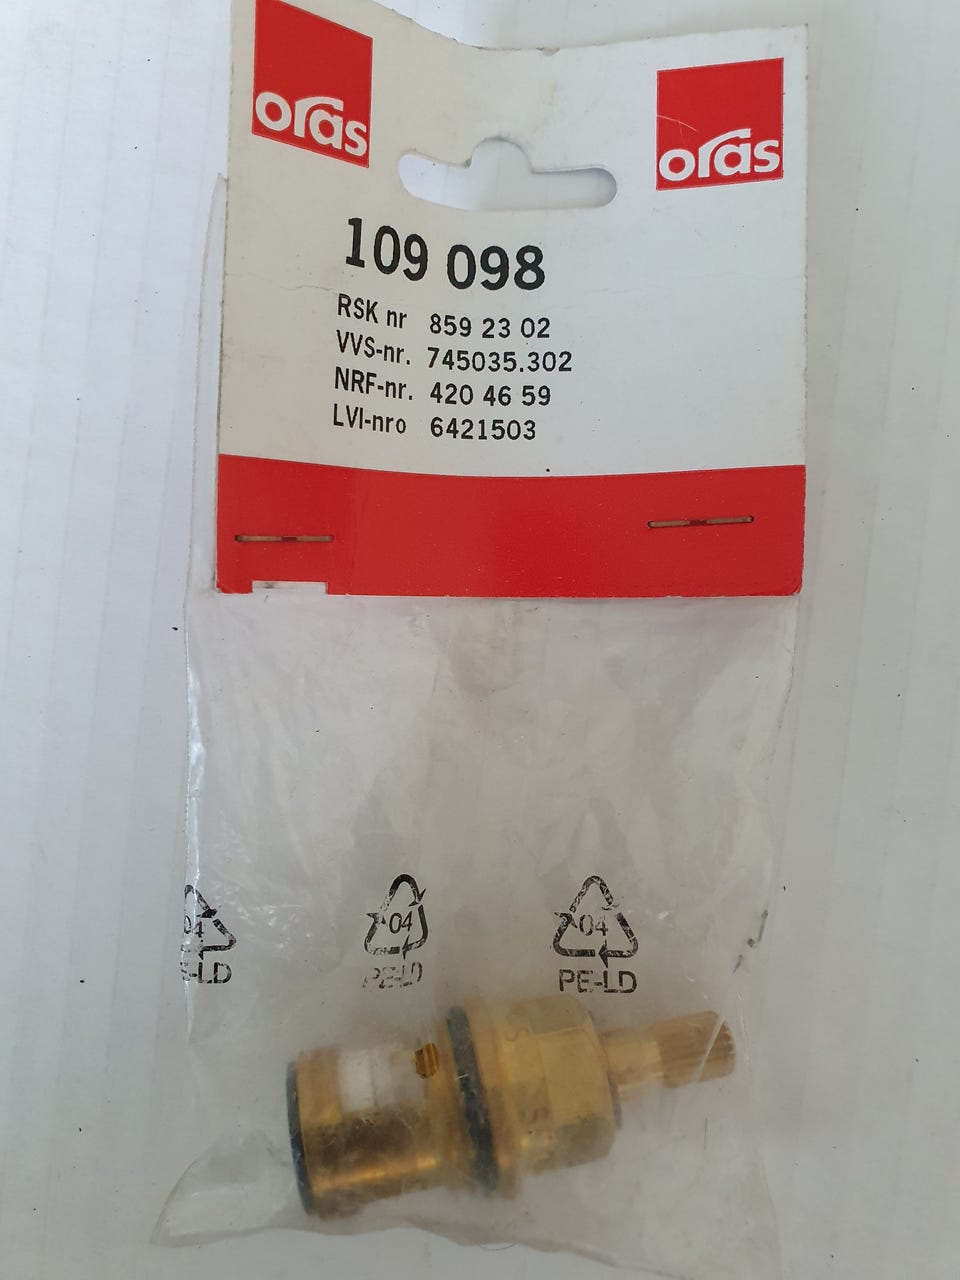 oras
oras
109 098
RSK nr 859 23 02
VVS-nr. 745035.302
NRF-nr. 420 46 59
LVI-nro 6421503
04
04
04
-LD
PE-LD
PE-LD